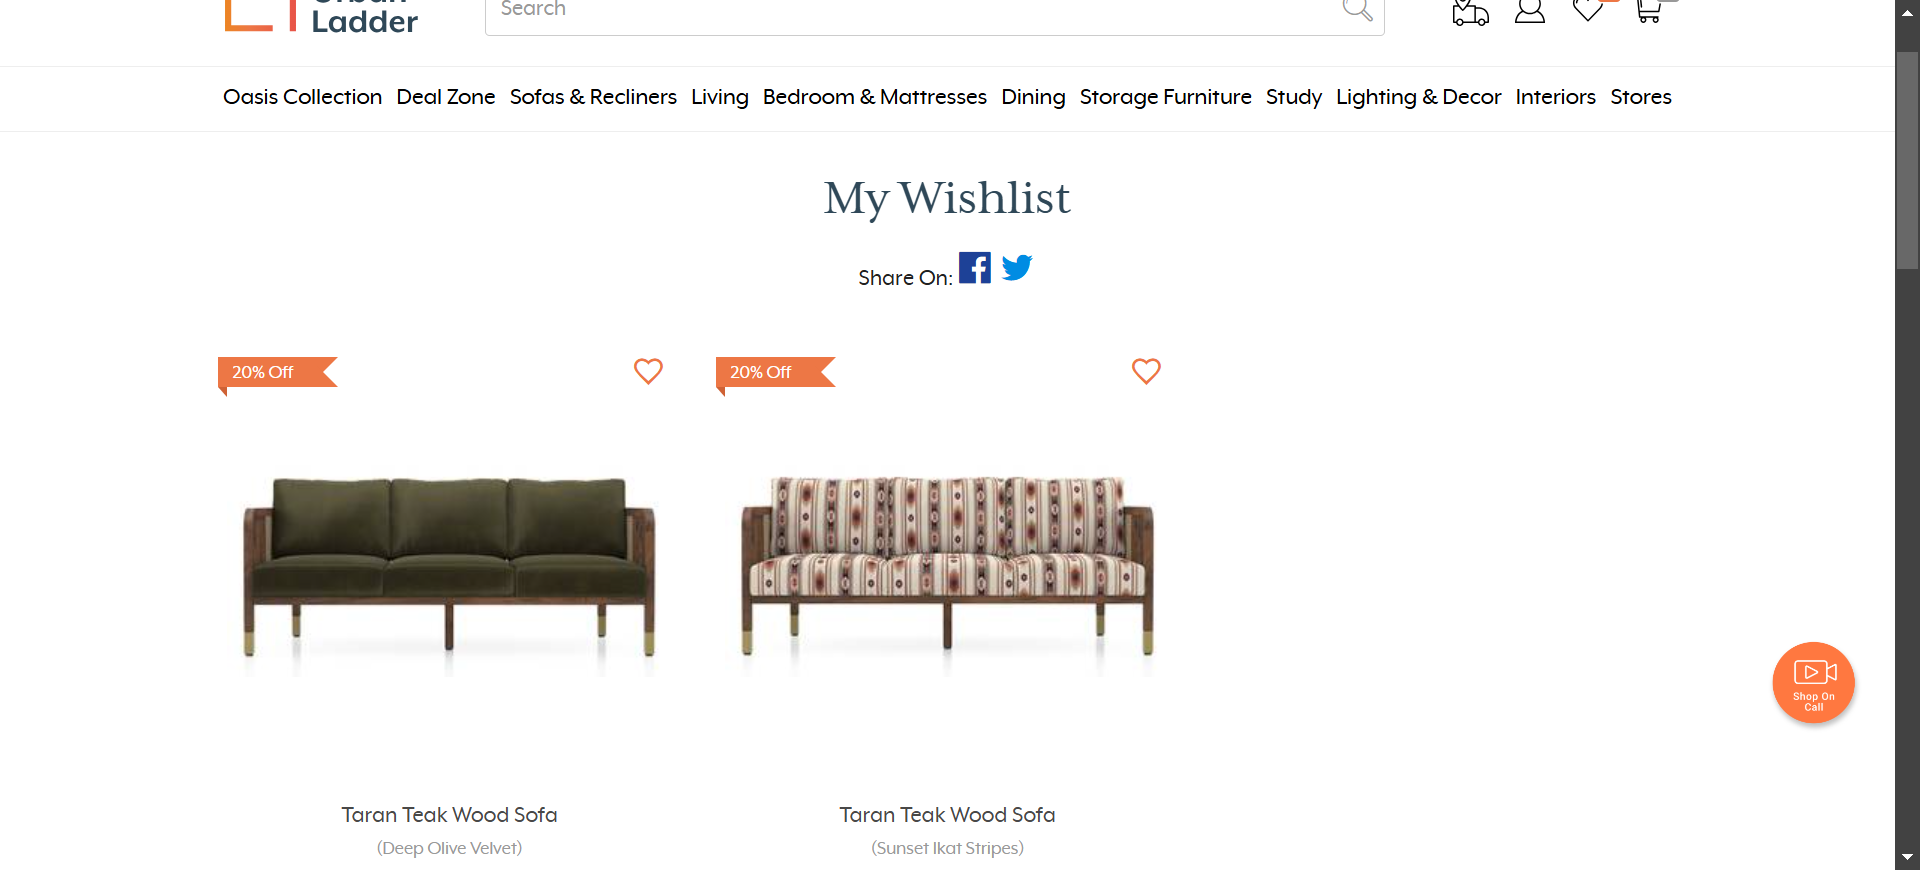 Urban
Ladder
Search
Oasis Collection Deal Zone Sofas & Recliners Living Bedroom & Mattresses Dining Storage Furniture Study Lighting & Decor Interiors Stores
My Wishlist
Share On:
20% Off
20% Off
Shop On
Call
Taran Teak Wood Sofa
(Deep Olive Velvet)
Taran Teak Wood Sofa
(Sunset Ikat Stripes)